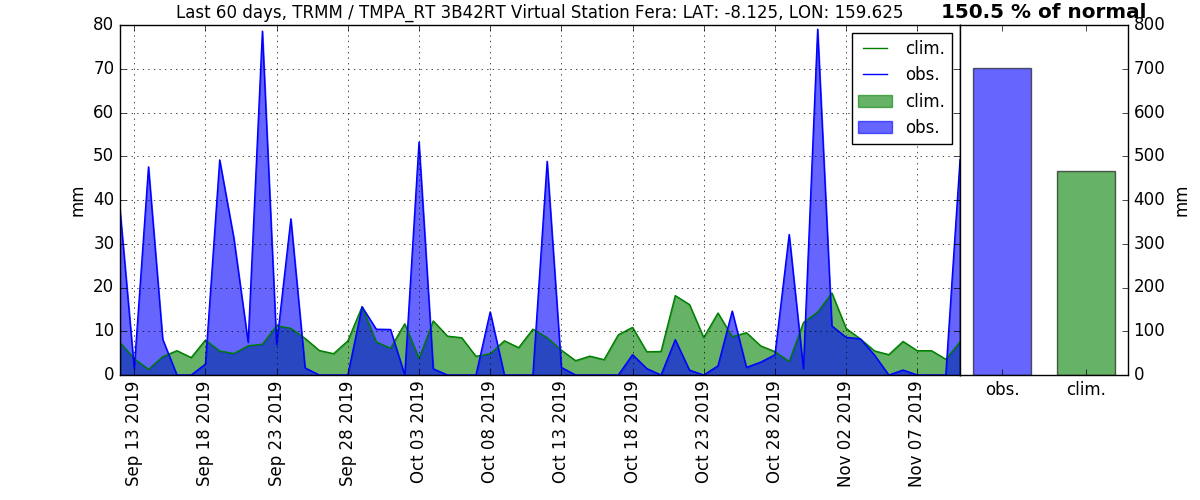 Last 60 days, TRMM / TMPA_RT 3B42RT Virtual Station Fera: LAT: -8.125, LON: 159.625
150.5 % of normal
80
70
60
50
40
30
20
10
0
mm
clim.
obs.
clim.
obs.
800
700
600
500
400
300
200
100
0
mm
Sep 13 2019
Sep 18 2019
Sep 23 2019
Sep 28 2019
Oct 03 2019
Oct 08 2019
Oct 13 2019
Oct 18 2019
Oct 23 2019
Oct 28 2019
Nov 02 2019
Nov 07 2019
obs.
clim.